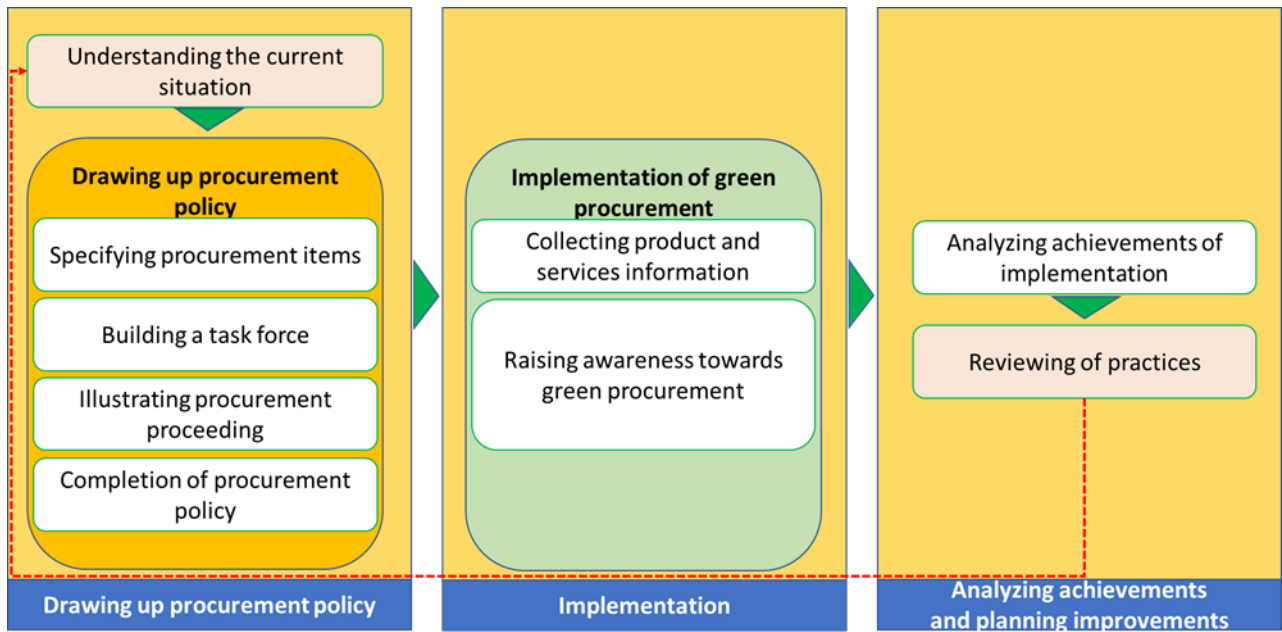 Understanding the current
situation
Drawing up procurement
policy
Specifying procurement items
Building a task force
Illustrating procurement
proceeding
Completion of procurement
policy
Drawing up procurement policy
Implementation of green
procurement
Collecting product and
services information
Raising awareness towards
green procurement
Implementation
Analyzing achievements of
implementation
Reviewing of practices
Analyzing achievements
and planning improvements